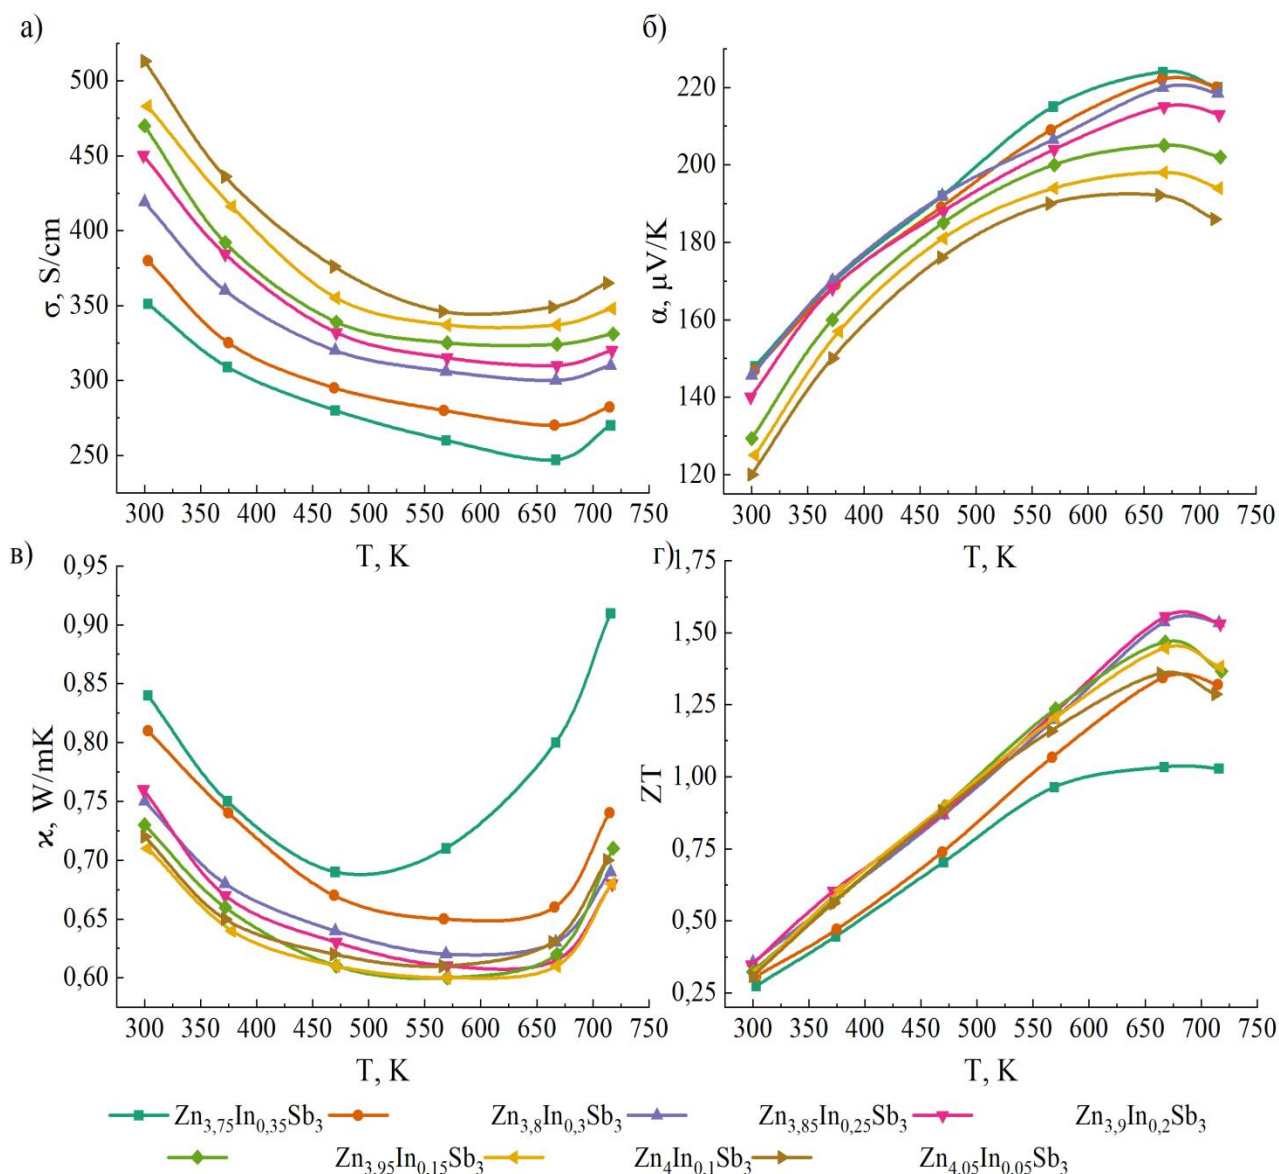 а)
500
450
400
350
300
250
σ, S/cm
300 350 400 450 500 550 600 650 700 750
T, K
б)
220
200
180
160
140
120
α, μV/K
300 350 400 450 500 550 600 650 700 750
T, K
в)
0,95
0,90
0,85
0,80
0,75
0,70
0,65
0,60
ϰ, W/mK
300 350 400 450 500 550 600 650 700 750
T, K
г)
1,75
1,50
1,25
1,00
0,75
0,50
0,25
ZT
300 350 400 450 500 550 600 650 700 750
T, K
Zn3,75In0,35Sb3 Zn3,8In0,3Sb3 Zn3,85In0,25Sb3 Zn3,9In0,2Sb3
Zn3,95In0,15Sb3 Zn4In0,1Sb3 Zn4,05In0,05Sb3